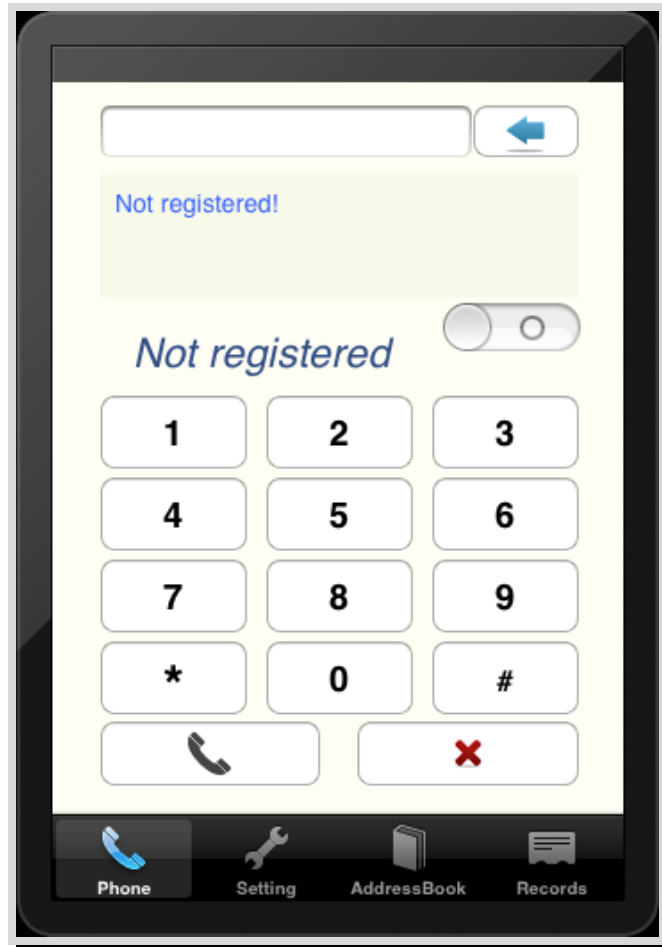 Not registered!
Not registered
1 2 3
4 5 6
7 8 9
* 0 #
Phone Setting AddressBook Records